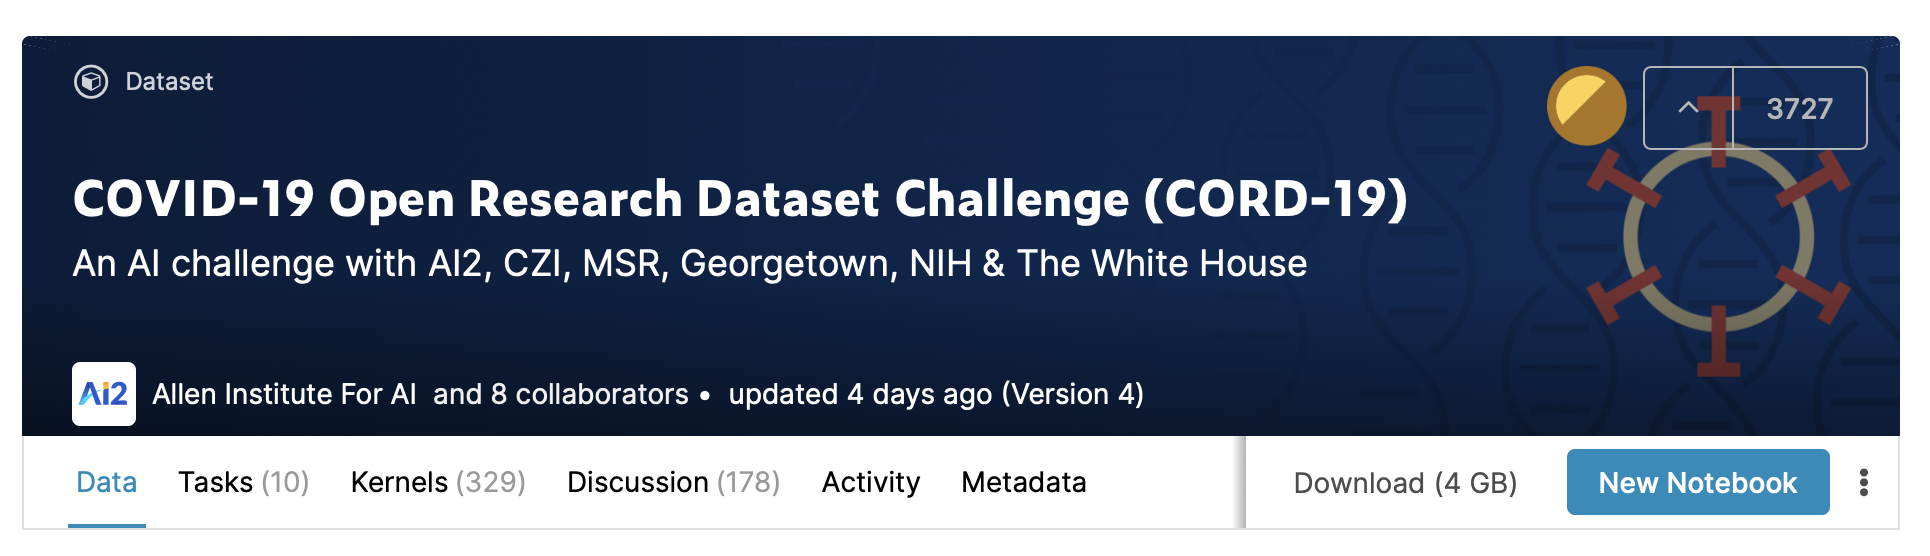 Dataset
3727
COVID-19 Open Research Dataset Challenge (CORD-19)
An AI challenge with AI2, CZI, MSR, Georgetown, NIH & The White House
Ai2 Allen Institute For AI and 8 collaborators • updated 4 days ago (Version 4)
Data Tasks (10) Kernels (329) Discussion (178) Activity Metadata Download (4 GB) New Notebook